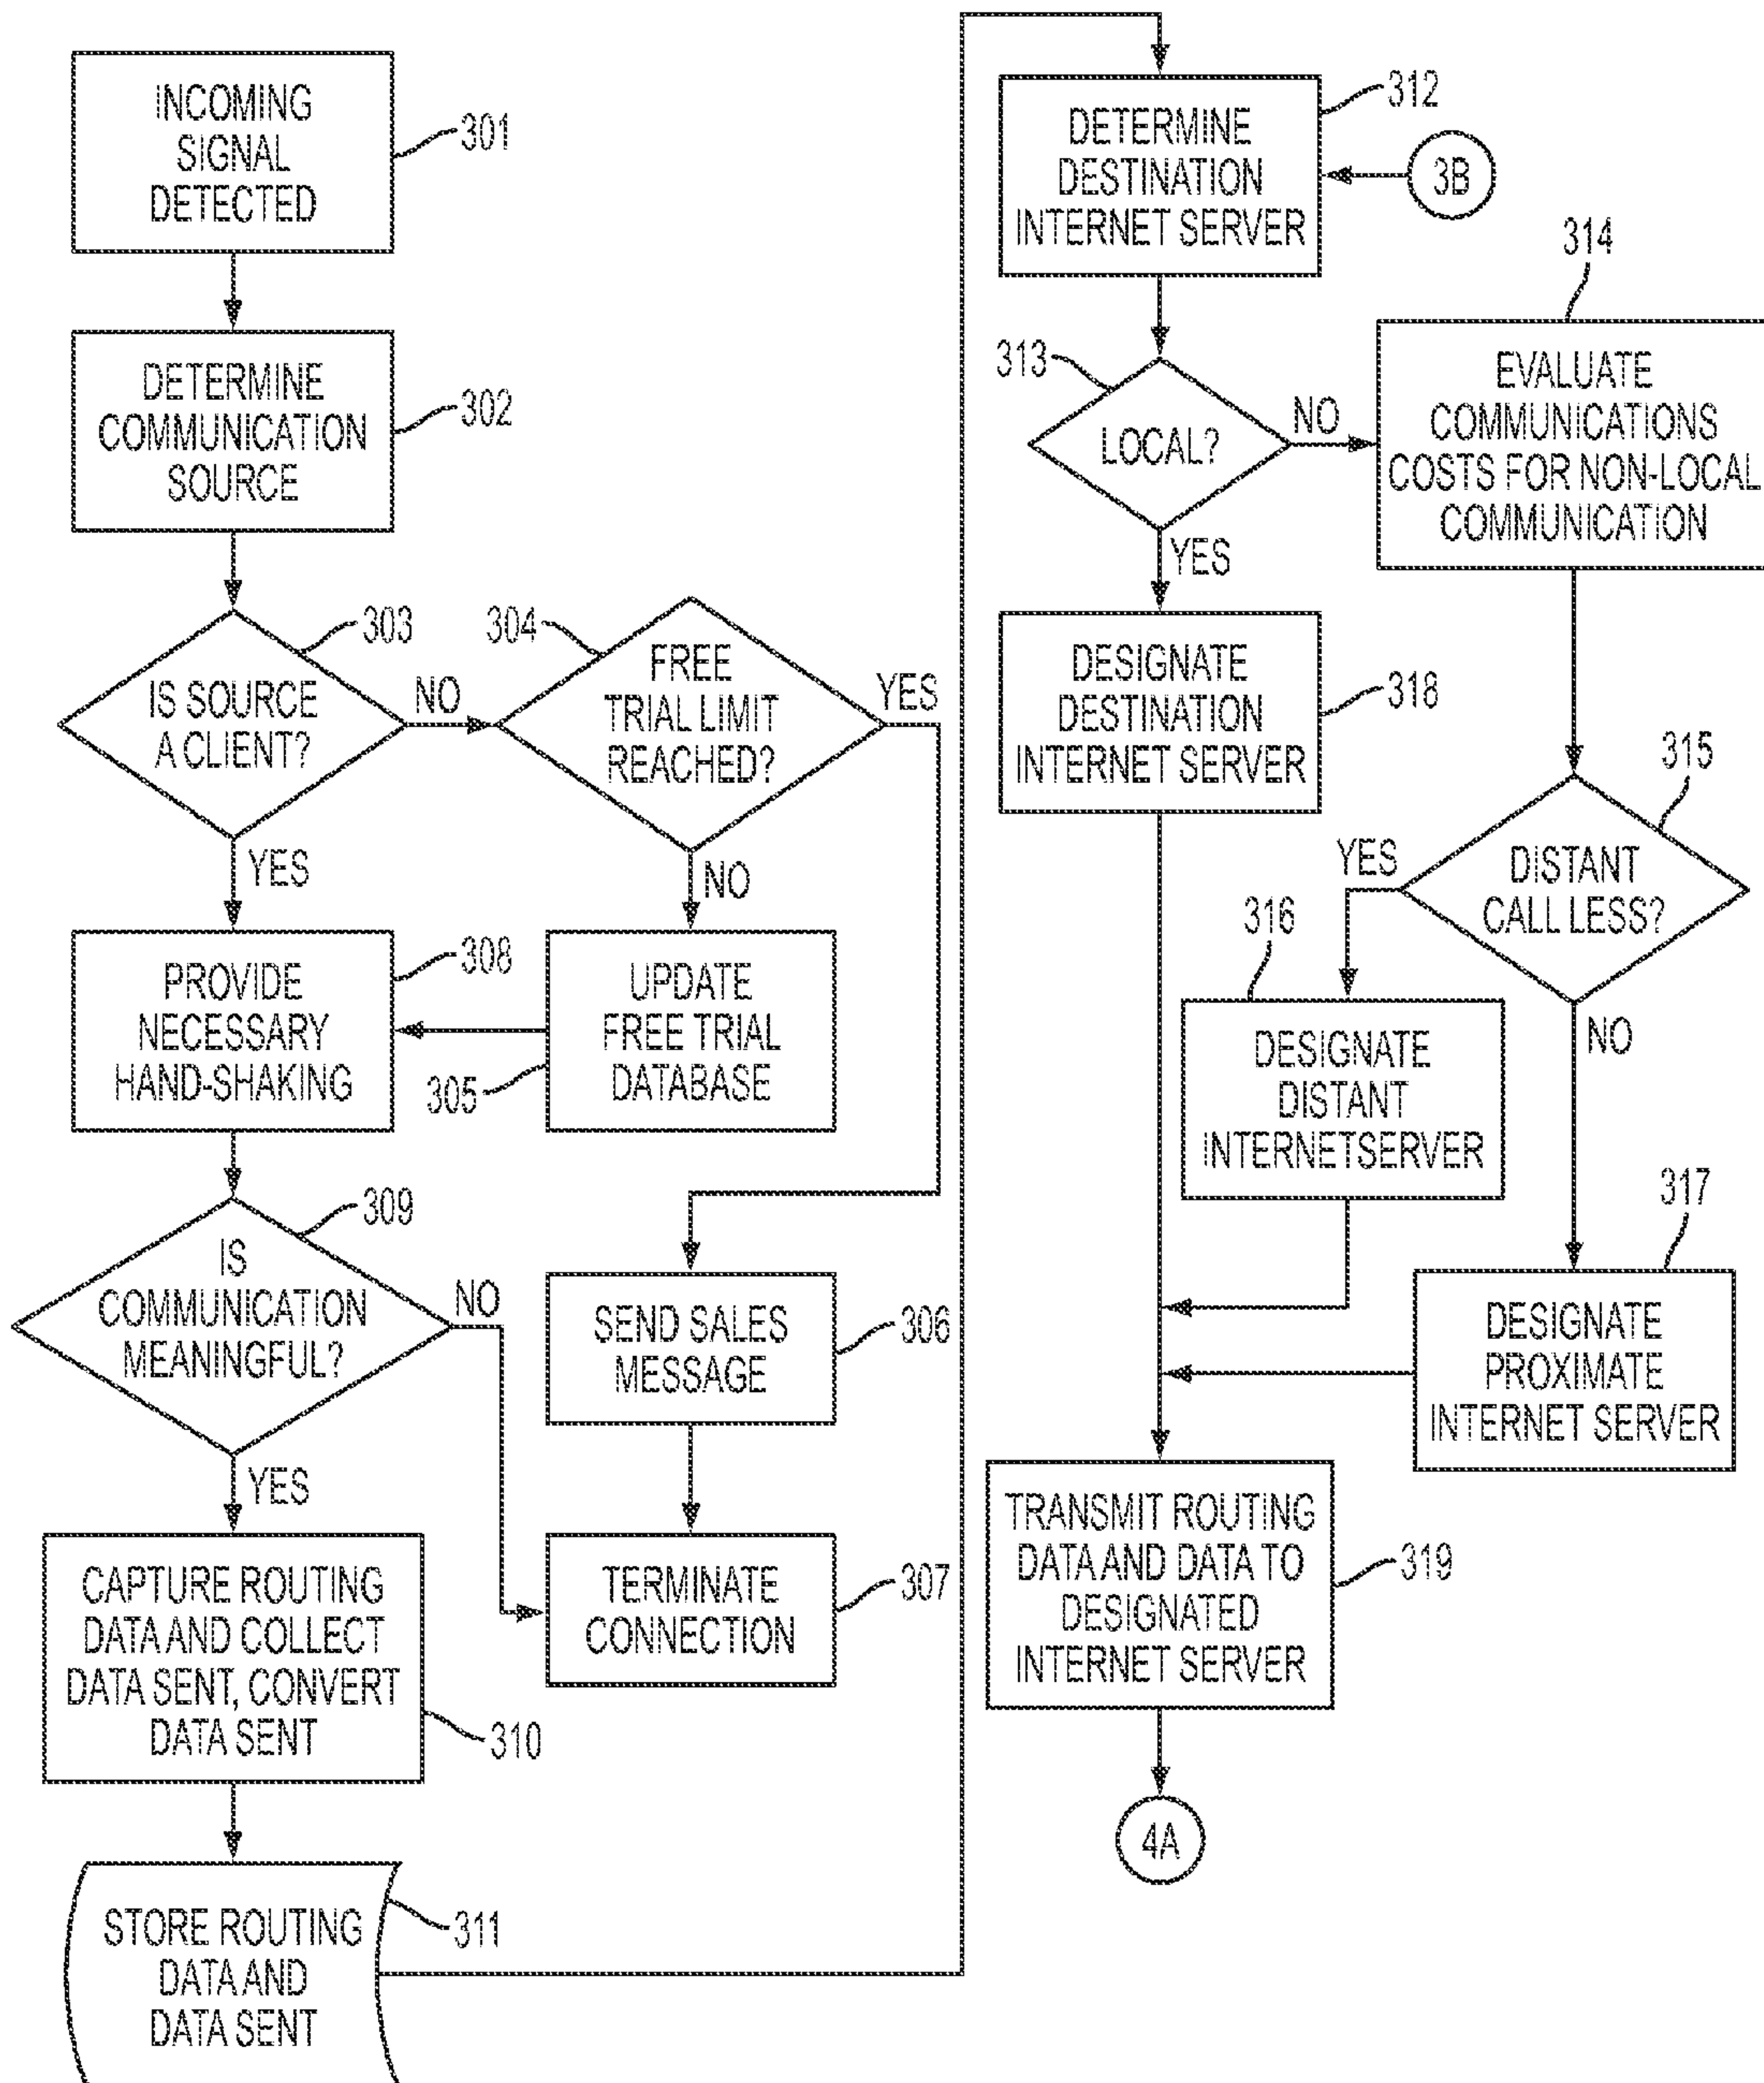 INCOMING
SIGNAL
DETECTED
301
DETERMINE
COMMUNICATION
SOURCE
302
IS SOURCE
A CLIENT?
303
NO
YES
304
FREE
TRIAL LIMIT
REACHED?
YES
NO
PROVIDE
NECESSARY
HAND-SHAKING
308
UPDATE
FREE TRIAL
DATABASE
305
IS
COMMUNICATION
MEANINGFUL?
309
NO
YES
SEND SALES
MESSAGE
306
TERMINATE
CONNECTION
307
CAPTURE ROUTING
DATA AND COLLECT
DATA SENT, CONVERT
DATA SENT
310
STORE ROUTING
DATA AND
DATA SENT
311
DETERMINE
DESTINATION
INTERNET SERVER
312
3B
313
LOCAL?
NO
YES
314
EVALUATE
COMMUNICATIONS
COSTS FOR NON-LOCAL
COMMUNICATION
DESIGNATE
DESTINATION
INTERNET SERVER
318
315
DISTANT
CALL LESS?
YES
NO
316
DESIGNATE
DISTANT
INTERNETSERVER
317
DESIGNATE
PROXIMATE
INTERNET SERVER
TRANSMIT ROUTING
DATA AND DATA TO
DESIGNATED
INTERNET SERVER
319
4A